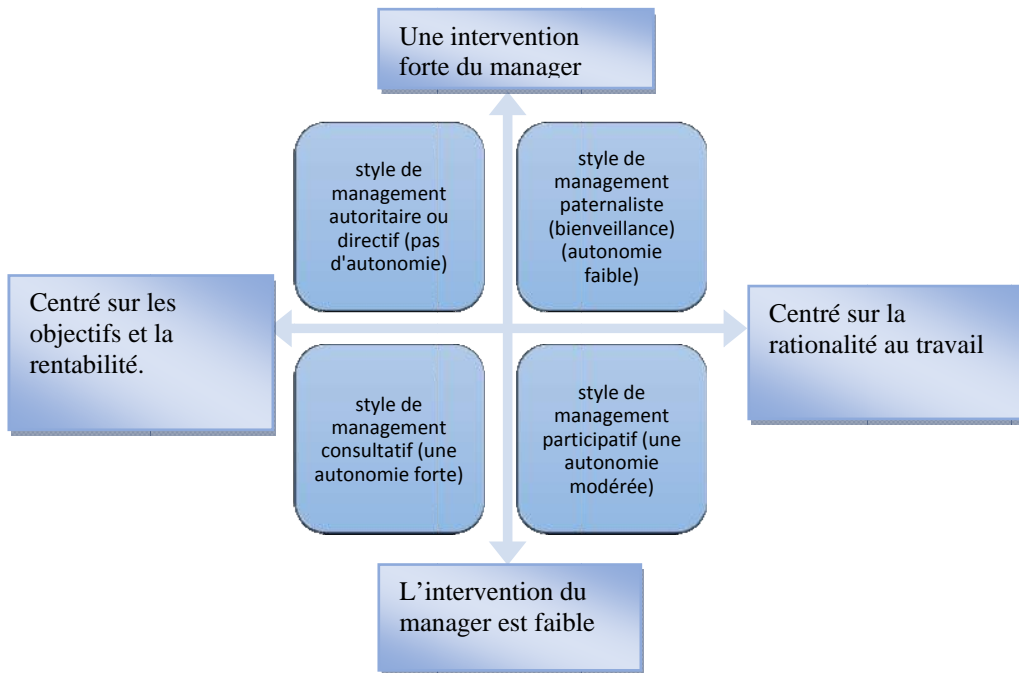 Une intervention
forte du manager
style de
management
autoritaire ou
directif (pas
d'autonomie)
style de
management
paternaliste
(bienveillance)
(autonomie
faible)
Centré sur les
objectifs et la
rentabilité.
Centré sur la
rationalité au travail
style de
management
consultatif (une
autonomie forte)
style de
management
participatif (une
autonomie
modérée)
L’intervention du
manager est faible